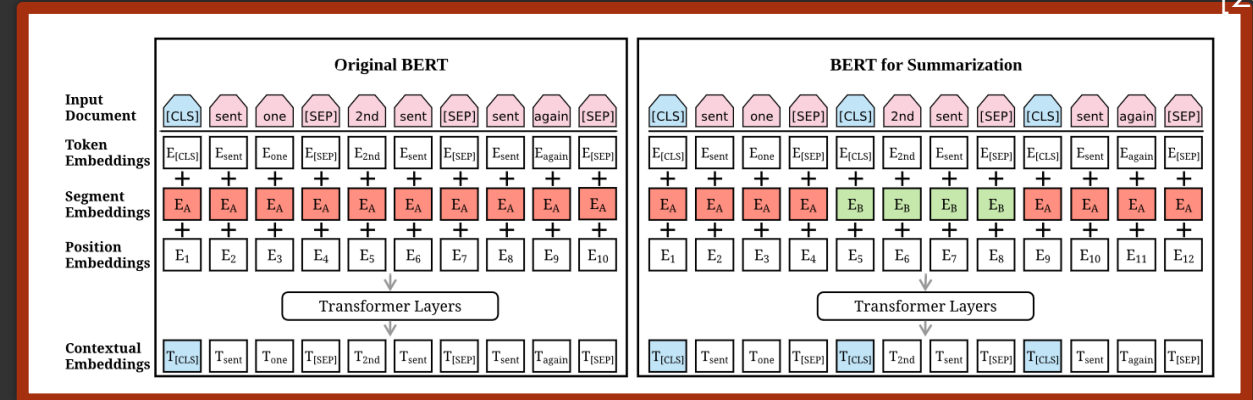 [2
Original BERT
BERT for Summarization
Input
Document
[CLS] sent one [SEP] 2nd sent [SEP] sent again [SEP]
[CLS] sent one [SEP] [CLS] 2nd sent [SEP] [CLS] sent again [SEP]
Token
Embeddings
E[CLS] Esent Eone E[SEP] E2nd Esent E[SEP] Esent Eagain E[SEP]
E[CLS] Esent Eone E[SEP] E[CLS] E2nd Esent E[SEP] E[CLS] Esent Eagain E[SEP]
+ + + + + + + + + +
+ + + + + + + + + + + +
Segment
Embeddings
EA EA EA EA EA EA EA EA EA EA
EA EA EA EA EB EB EB EB EA EA EA EA
+ + + + + + + + + +
+ + + + + + + + + + + +
Position
Embeddings
E1 E2 E3 E4 E5 E6 E7 E8 E9 E10
E1 E2 E3 E4 E5 E6 E7 E8 E9 E10 E11 E12
Transformer Layers
Transformer Layers
Contextual
Embeddings
T[CLS] Tsent Tone T[SEP] T2nd Tsent T[SEP] Tsent Tagain T[SEP]
T[CLS] Tsent Tone T[SEP] T[CLS] T2nd Tsent T[SEP] T[CLS] Tsent Tagain T[SEP]